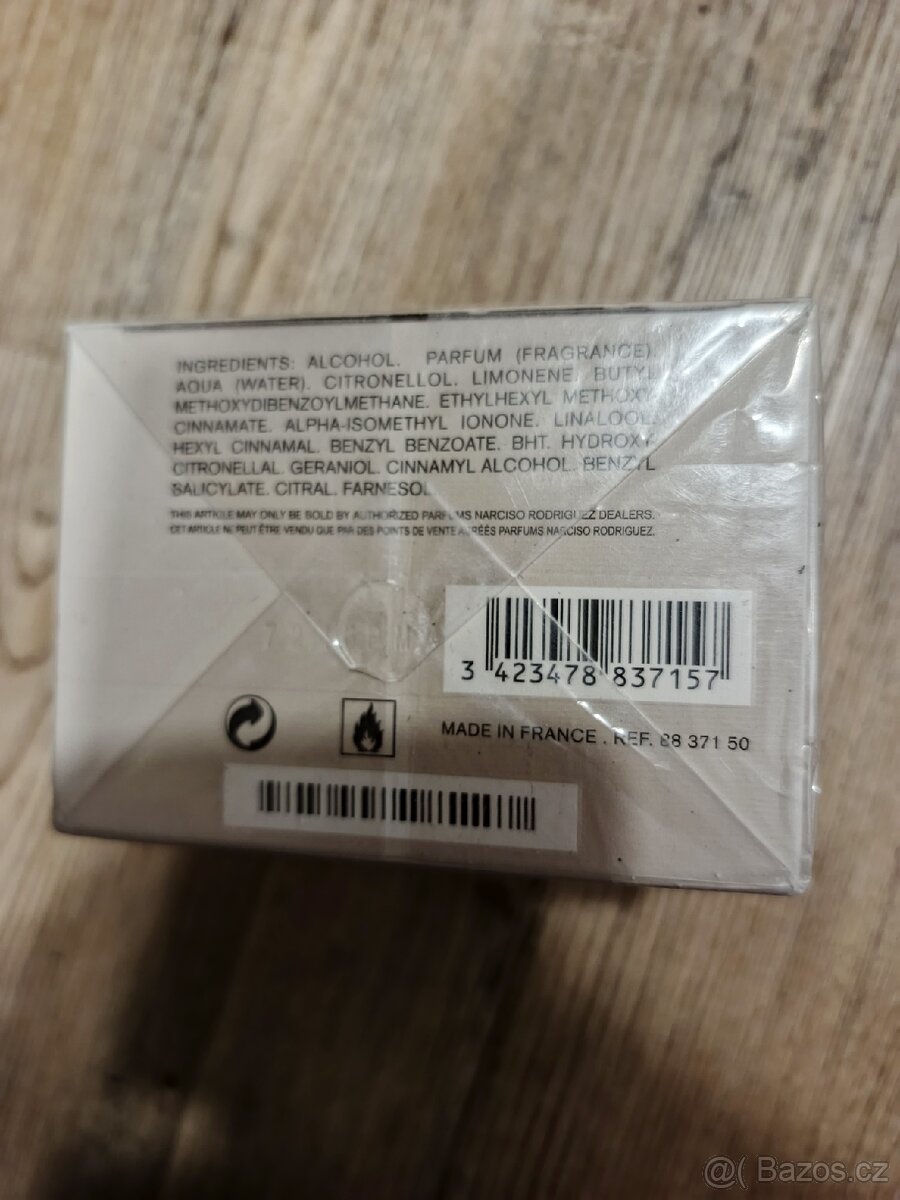 INGREDIENTS: ALCOHOL. PARFUM (FRAGRANCE).
AQUA (WATER). CITRONELLOL. LIMONENE. BUTYL
METHOXYDIBENZOYLMETHANE. ETHYLHEXYL METHOXY
CINNAMATE. ALPHA-ISOMETHYL IONONE. LINALOOL.
HEXYL CINNAMAL. BENZYL BENZOATE. BHT. HYDROXY-
CITRONELLAL. GERANIOL. CINNAMYL ALCOHOL. BENZYL
SALICYLATE. CITRAL. FARNESOL.
THIS ARTICLE MAY ONLY BE SOLD BY AUTHORIZED PARFUMS NARCISO RODRIGUEZ DEALERS.
CET ARTICLE NE PEUT ÊTRE VENDU QUE PAR DES POINTS DE VENTE AGRÉÉS PARFUMS NARCISO RODRIGUEZ.
3 423478 837157
MADE IN FRANCE . REF. 88 371 50
@( Bazos.cz